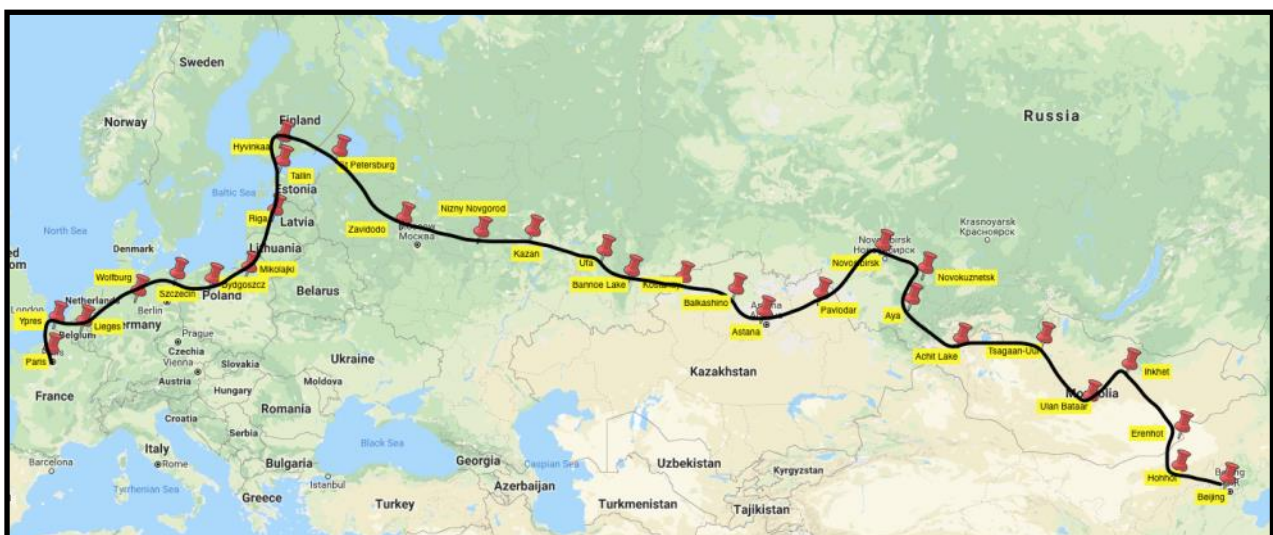 Sweden
Norway
Finland
Russia
Hyvinkaa
St Petersburg
Tallin
Estonia
Baltic Sea
Riga
Latvia
Nizny Novgorod
Zavidodo
Москва
Kazan
Krasnoyarsk
Красноярск
North Sea
Denmark
Lithuania
Mikolajki
Ufa
Novosibirsk
Novokuznetsk
Wolfburg
Bydgoszcz
Bannoe Lake
Szczecin
Poland
Belarus
Balkashino
Pavlodar
London
Netherlands
Berlin
Ypres
Lieges
Belgium
Germany
Astana
Aya
Prague
Paris
Czechia
Vienna
Slovakia
Ukraine
Achit Lake
Tsagaan-Uur
Ihkhet
Kazakhstan
Austria
Hungary
Moldova
France
Mongolia
Ulan Bataar
Croatia
Romania
Serbia
Erenhot
Italy
Rome
Bulgaria
Black Sea
Barcelona
Istanbul
Georgia
Caspian Sea
Uzbekistan
Kyrgyzstan
Hohhot
Azerbaijan
Tyrrhenian Sea
Greece
Turkey
Turkmenistan
Tajikistan
Beijing